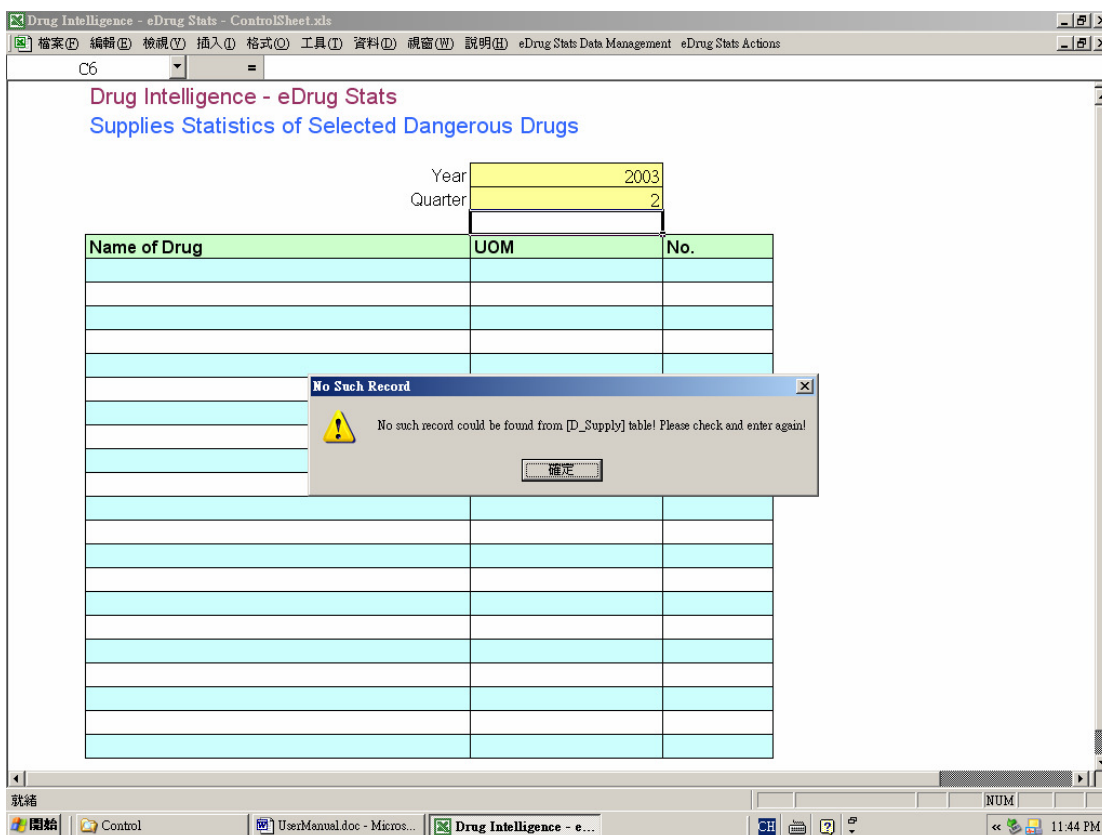 Drug Intelligence - eDrug Stats - ControlSheet.xls
檔案(F) 編輯(E) 檢視(V) 插入(I) 格式(O) 工具(T) 資料(D) 視窗(W) 說明(H) eDrug Stats Data Management eDrug Stats Actions
C6 =
Drug Intelligence - eDrug Stats
Supplies Statistics of Selected Dangerous Drugs
Year 2003
Quarter 2
Name of Drug UOM No.
No Such Record
No such record could be found from [D_Supply] table! Please check and enter again!
確定
就緒 NUM
開始 Control UserManual.doc - Micros... Drug Intelligence - e... CH « 11:44 PM